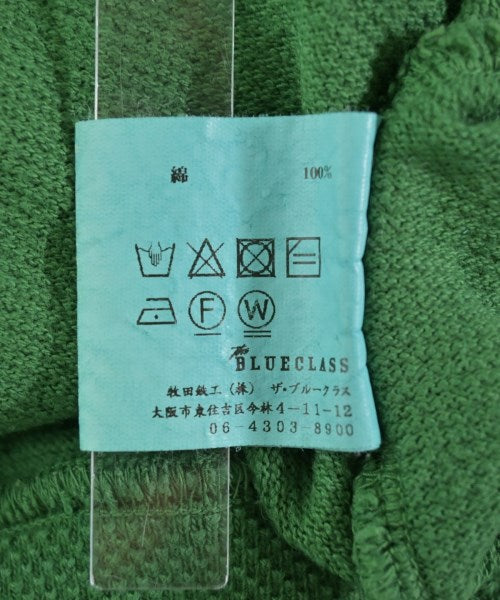 綿 100%
F W
The
BLUECLASS
牧田鉄工(株) ザ・ブルークラス
大阪市東住吉区今林4-11-12
06-4303-8900